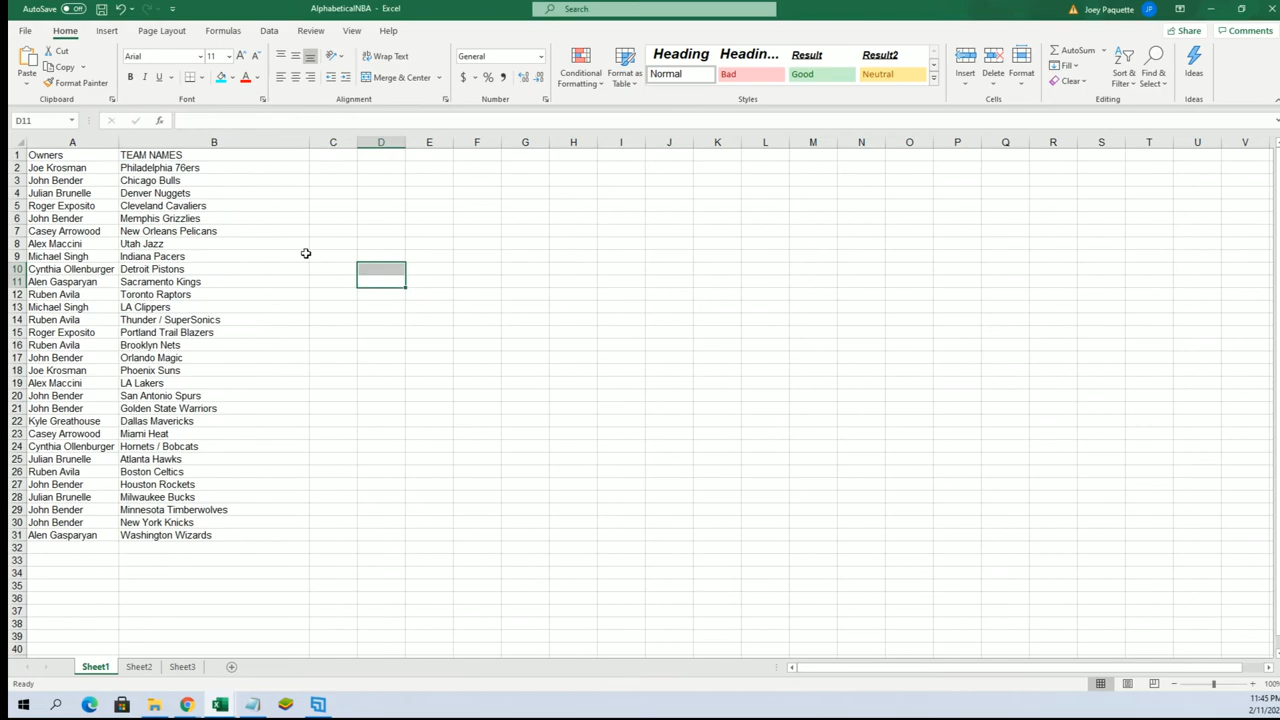 AutoSave Off AlphabeticalNBA - Excel Search Joey Paquette JP
File Home Insert Page Layout Formulas Data Review View Help Share Comments
Paste Cut Copy Format Painter Clipboard
Arial 11 B I U A Font
Wrap Text Merge & Center Alignment
General $ % Number
Conditional Formatting Format as Table Heading Headin... Result Result2 Normal Bad Good Neutral Styles
Insert Delete Format Cells
AutoSum Fill Clear Sort & Filter Find & Select Editing
Ideas Ideas
D11 fx
A B C D E F G H I J K L M N O P Q R S T U V
1 Owners TEAM NAMES
2 Joe Krosman Philadelphia 76ers
3 John Bender Chicago Bulls
4 Julian Brunelle Denver Nuggets
5 Roger Exposito Cleveland Cavaliers
6 John Bender Memphis Grizzlies
7 Casey Arrowood New Orleans Pelicans
8 Alex Maccini Utah Jazz
9 Michael Singh Indiana Pacers
10 Cynthia Ollenburger Detroit Pistons
11 Alen Gasparyan Sacramento Kings
12 Ruben Avila Toronto Raptors
13 Michael Singh LA Clippers
14 Ruben Avila Thunder / SuperSonics
15 Roger Exposito Portland Trail Blazers
16 Ruben Avila Brooklyn Nets
17 John Bender Orlando Magic
18 Joe Krosman Phoenix Suns
19 Alex Maccini LA Lakers
20 John Bender San Antonio Spurs
21 John Bender Golden State Warriors
22 Kyle Greathouse Dallas Mavericks
23 Casey Arrowood Miami Heat
24 Cynthia Ollenburger Hornets / Bobcats
25 Julian Brunelle Atlanta Hawks
26 Ruben Avila Boston Celtics
27 John Bender Houston Rockets
28 Julian Brunelle Milwaukee Bucks
29 John Bender Minnesota Timberwolves
30 John Bender New York Knicks
31 Alen Gasparyan Washington Wizards
32
33
34
35
36
37
38
39
40
Sheet1 Sheet2 Sheet3
Ready 100%
11:45 PM
2/11/202